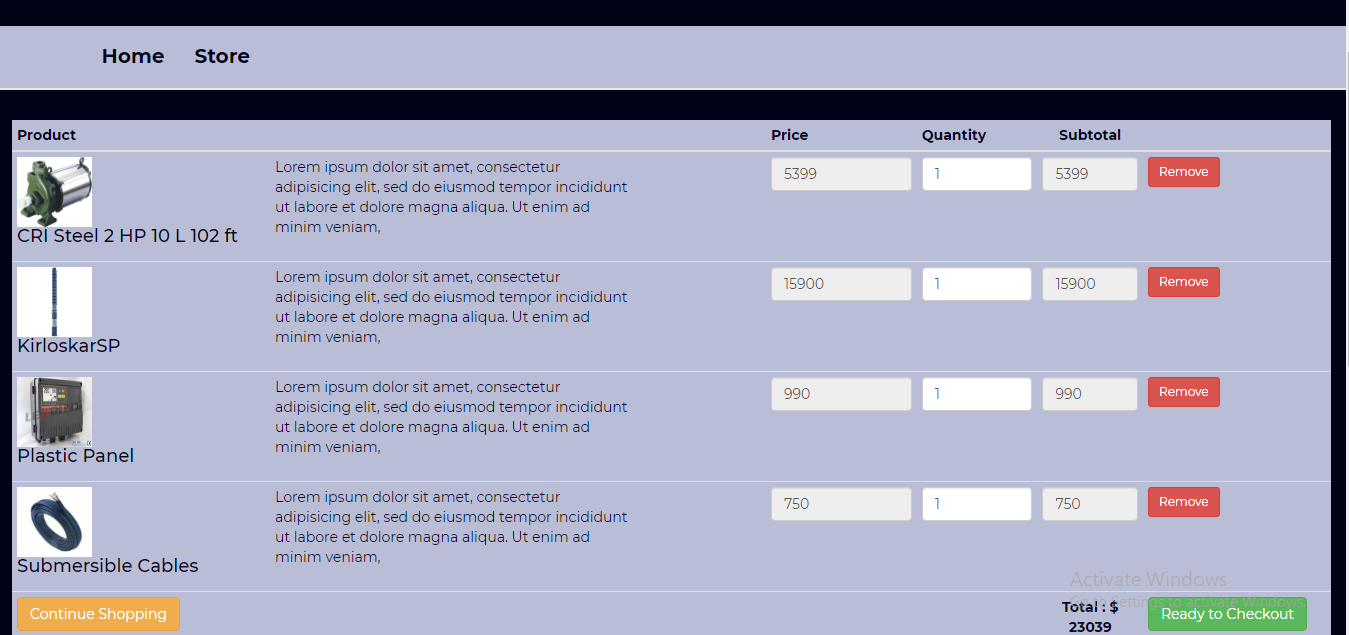 Home Store
Product Price Quantity Subtotal
Lorem ipsum dolor sit amet, consectetur 5399 1 5399 Remove
adipisicing elit, sed do eiusmod tempor incididunt
ut labore et dolore magna aliqua. Ut enim ad
minim veniam,
CRI Steel 2 HP 10 L 102 ft
Lorem ipsum dolor sit amet, consectetur 15900 1 15900 Remove
adipisicing elit, sed do eiusmod tempor incididunt
ut labore et dolore magna aliqua. Ut enim ad
minim veniam,
KirloskarSP
Lorem ipsum dolor sit amet, consectetur 990 1 990 Remove
adipisicing elit, sed do eiusmod tempor incididunt
ut labore et dolore magna aliqua. Ut enim ad
minim veniam,
Plastic Panel
Lorem ipsum dolor sit amet, consectetur 750 1 750 Remove
adipisicing elit, sed do eiusmod tempor incididunt
ut labore et dolore magna aliqua. Ut enim ad
minim veniam,
Submersible Cables
Activate Windows
Go to Settings to activate Windows.
Continue Shopping Total : $ Ready to Checkout
23039